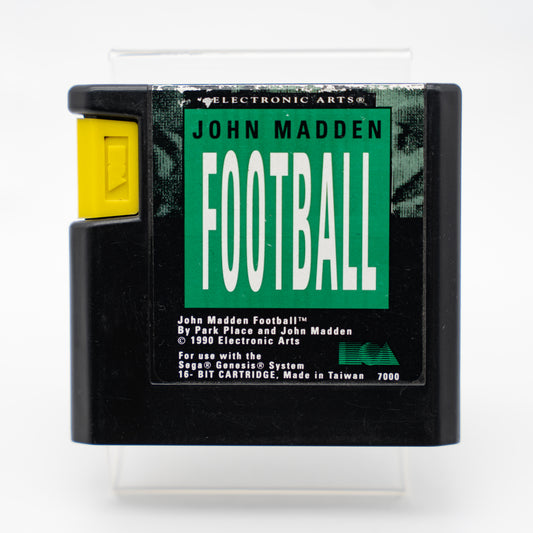 ELECTRONIC ARTS®
JOHN MADDEN
FOOTBALL
John Madden Football™
By Park Place and John Madden
© 1990 Electronic Arts
For use with the
Sega® Genesis® System
16- BIT CARTRIDGE, Made in Taiwan 7000
EA